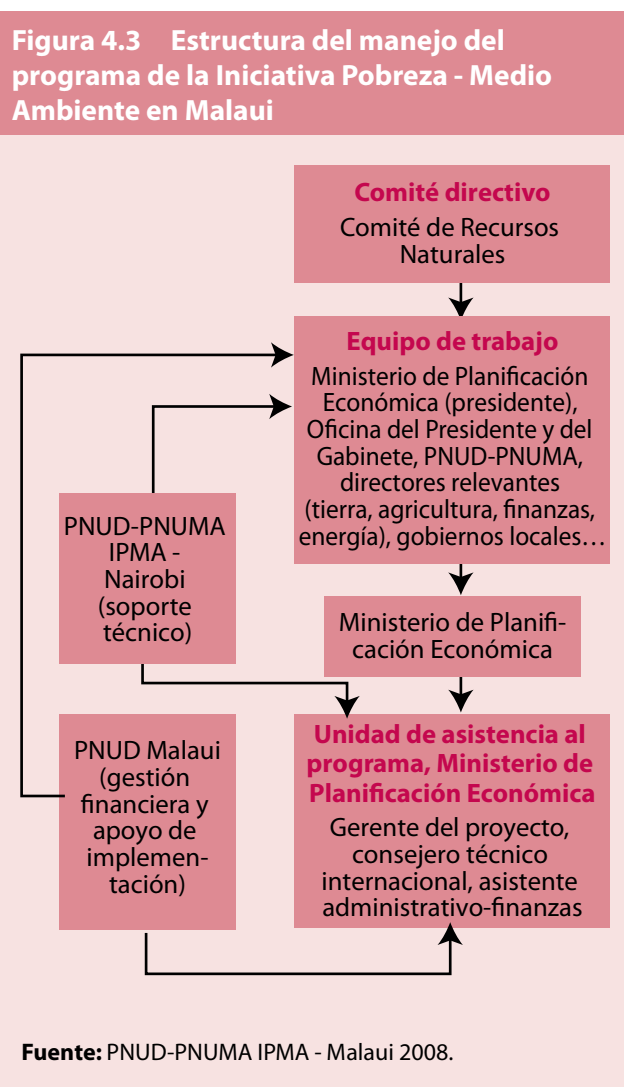 Figura 4.3 Estructura del manejo del
programa de la Iniciativa Pobreza - Medio
Ambiente en Malaui
Comité directivo
Comité de Recursos
Naturales
Equipo de trabajo
Ministerio de Planificación
Económica (presidente),
Oficina del Presidente y del
Gabinete, PNUD-PNUMA,
directores relevantes
(tierra, agricultura, finanzas,
energía), gobiernos locales…
PNUD-PNUMA
IPMA -
Nairobi
(soporte
técnico)
Ministerio de Planifi-
cación Económica
PNUD Malaui
(gestión
financiera y
apoyo de
implemen-
tación)
Unidad de asistencia al
programa, Ministerio de
Planificación Económica
Gerente del proyecto,
consejero técnico
internacional, asistente
administrativo-finanzas
Fuente: PNUD-PNUMA IPMA - Malaui 2008.